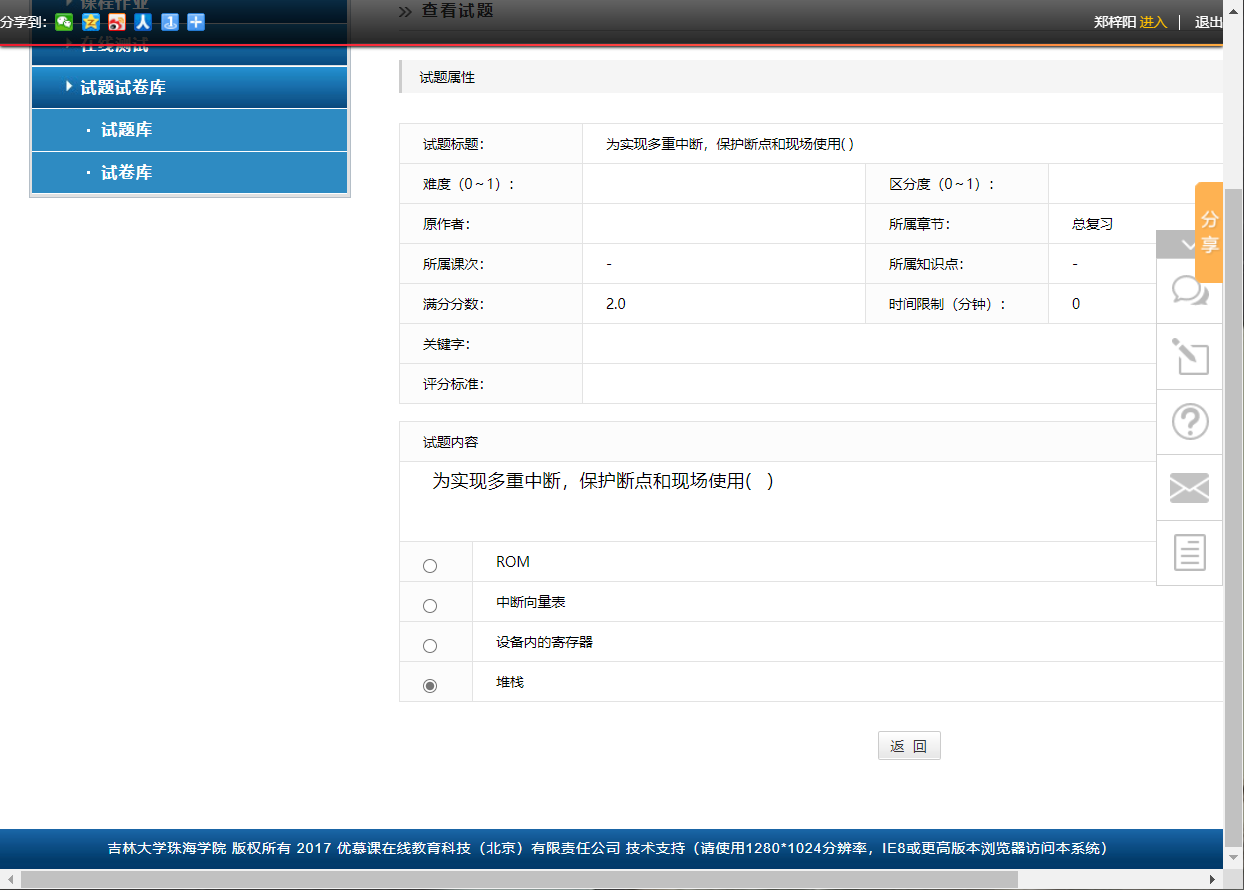 课程作业
分享到：
查看试题
郑梓阳 进入 | 退出
在线测试
试题试卷库
· 试题库
· 试卷库
试题属性
试题标题： 为实现多重中断，保护断点和现场使用( )
难度（0～1）： 区分度（0～1）：
原作者： 所属章节： 总复习
所属课次： - 所属知识点： -
满分分数： 2.0 时间限制（分钟）： 0
关键字：
评分标准：
分享
试题内容
为实现多重中断，保护断点和现场使用( )
ROM
中断向量表
设备内的寄存器
堆栈
返 回
吉林大学珠海学院 版权所有 2017 优慕课在线教育科技（北京）有限责任公司 技术支持（请使用1280*1024分辨率，IE8或更高版本浏览器访问本系统）